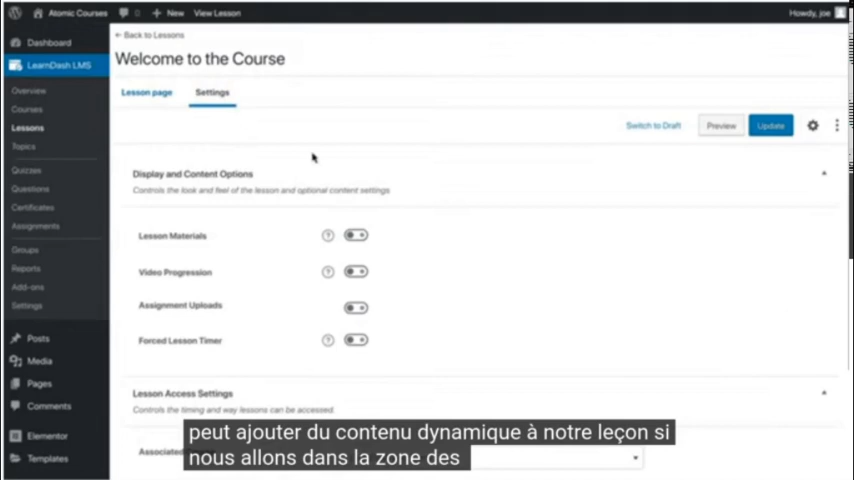 Atomic Courses 0 + New View Lesson Howdy, joe
Dashboard
LearnDash LMS
Overview
Courses
Lessons
Topics
Quizzes
Questions
Certificates
Assignments
Groups
Reports
Add-ons
Settings
Posts
Media
Pages
Comments
Elementor
Templates
← Back to Lessons
Welcome to the Course
Lesson page Settings
Switch to Draft Preview Update
Display and Content Options
Controls the look and feel of the lesson and optional content settings
Lesson Materials
Video Progression
Assignment Uploads
Forced Lesson Timer
Lesson Access Settings
Controls the timing and way lessons can be accessed.
Associated
peut ajouter du contenu dynamique à notre leçon si
nous allons dans la zone des